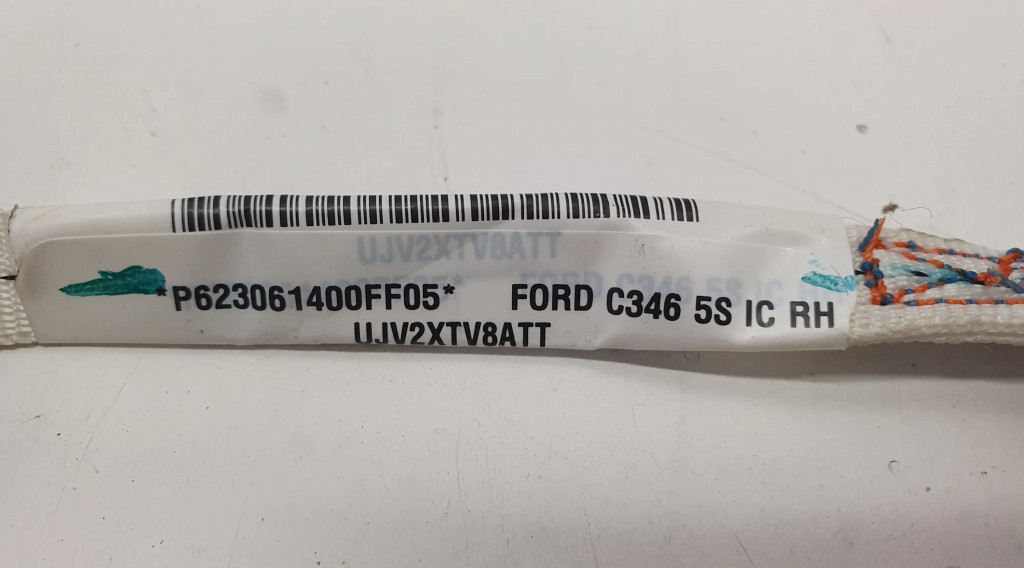 *P623061400FF05* FORD C346 5S IC RH
UJV2XTV8ATT